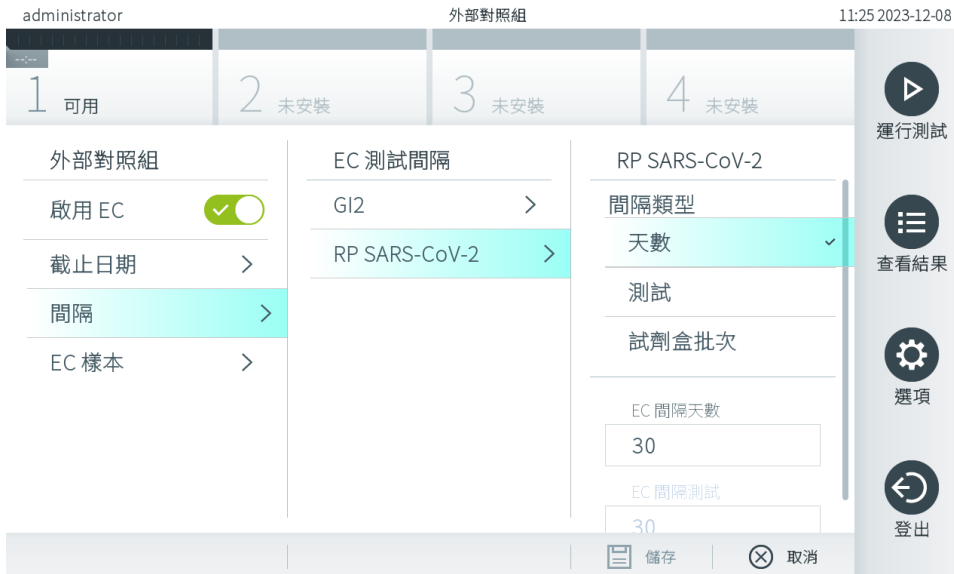 administrator
外部對照組
11:25 2023-12-08
--:--
1 可用
2 未安裝
3 未安裝
4 未安裝
外部對照組
啟用 EC
截止日期
間隔
EC 樣本
EC 測試間隔
GI2
RP SARS-CoV-2
RP SARS-CoV-2
間隔類型
天數
測試
試劑盒批次
EC 間隔天數
30
EC 間隔測試
30
儲存
取消
運行測試
查看結果
選項
登出